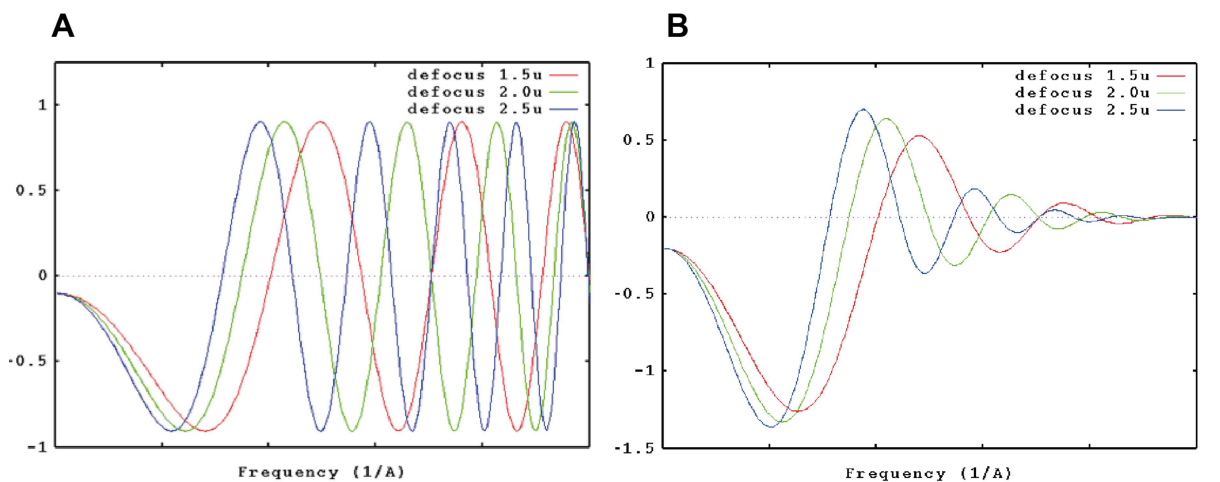 A
defocus 1.5u
defocus 2.0u
defocus 2.5u
1
0.5
0
-0.5
-1
Frequency (1/A)
B
defocus 1.5u
defocus 2.0u
defocus 2.5u
1
0.5
0
-0.5
-1
-1.5
Frequency (1/A)